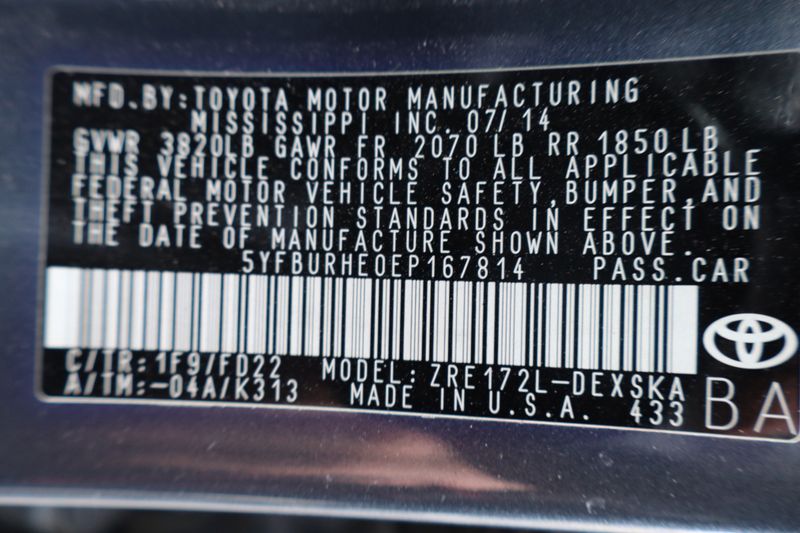 MFD.BY:TOYOTA MOTOR MANUFACTURING
MISSISSIPPI INC. 07/14
GVWR 3820LB GAWR FR 2070 LB RR 1850 LB
THIS VEHICLE CONFORMS TO ALL APPLICABLE
FEDERAL MOTOR VEHICLE SAFETY,BUMPER,AND
THEFT PREVENTION STANDARDS IN EFFECT ON
THE DATE OF MANUFACTURE SHOWN ABOVE.
5YFBURHE0EP167814 PASS.CAR
C/TR:1F9/FD22 MODEL:ZRE172L-DEXSKA
A/TM:-04A/K313 MADE IN U.S.A. 433 BA